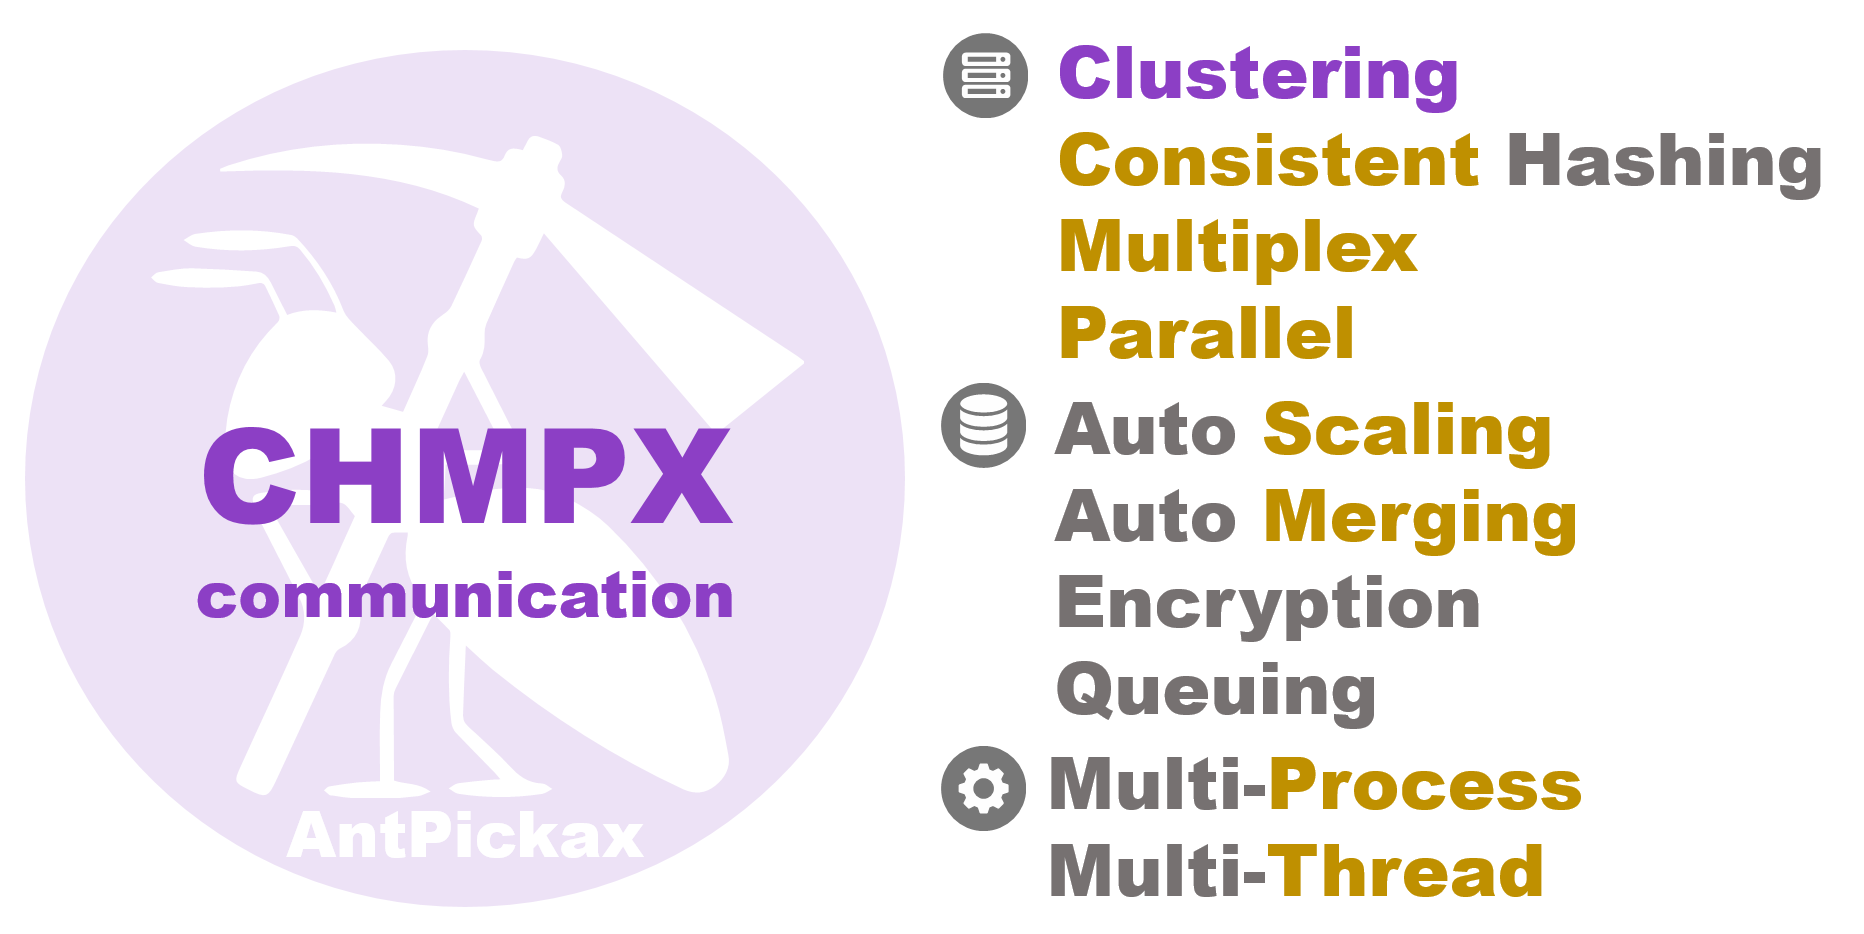 CHMPX
communication
AntPickax
Clustering
Consistent Hashing
Multiplex
Parallel
Auto Scaling
Auto Merging
Encryption
Queuing
Multi-Process
Multi-Thread